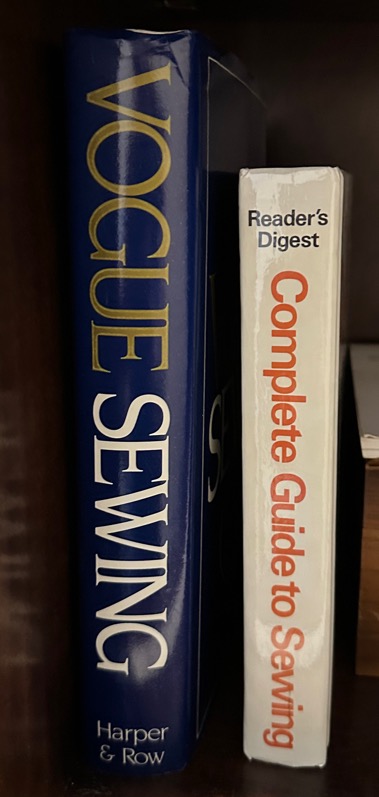 VOGUE SEWING
Harper
& Row
Reader's
Digest
Complete Guide to Sewing